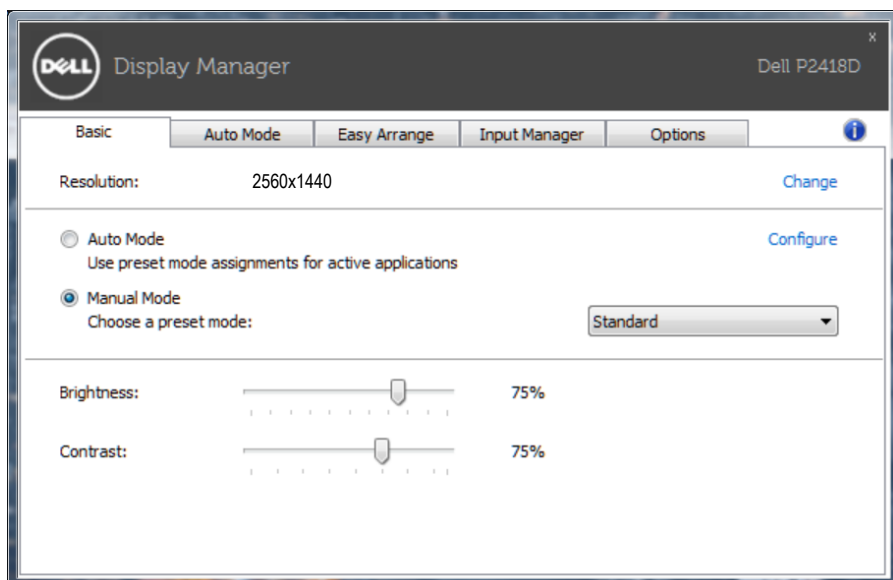 x
DELL Display Manager Dell P2418D
Basic Auto Mode Easy Arrange Input Manager Options i
Resolution: 2560x1440 Change
Auto Mode Configure
Use preset mode assignments for active applications
Manual Mode
Choose a preset mode: Standard
Brightness: 75%
Contrast: 75%